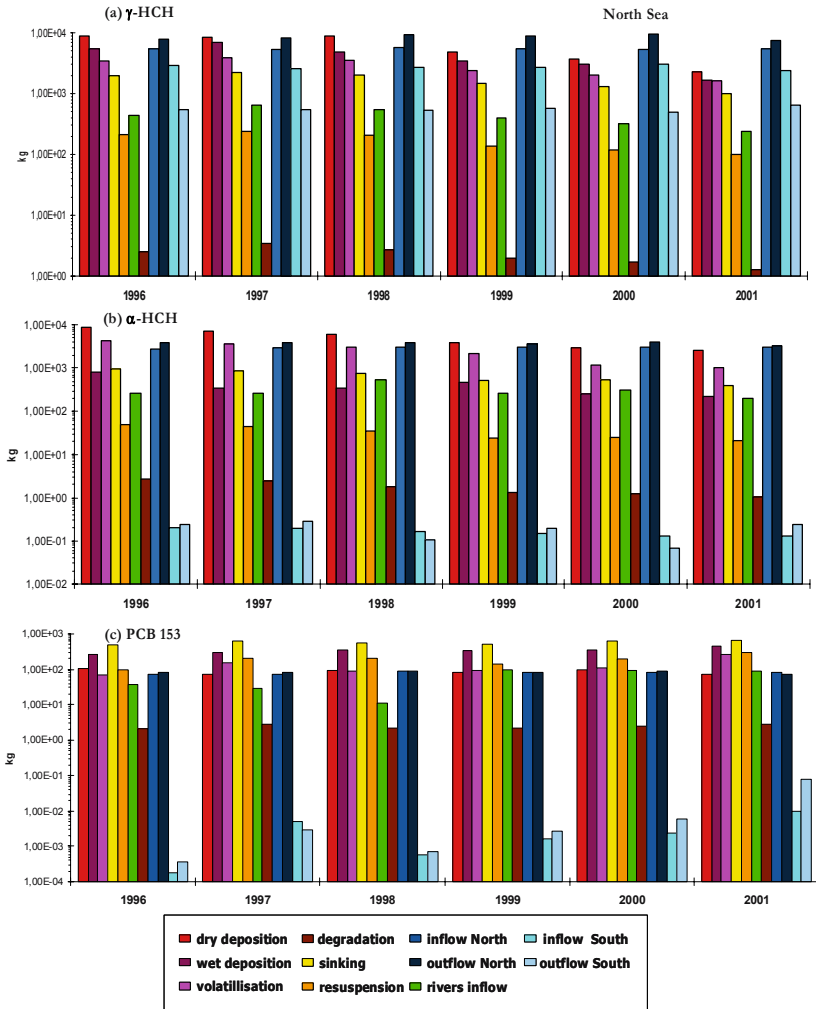 (a) γ-HCH
North Sea
1,00E+04
1,00E+03
1,00E+02
1,00E+01
1,00E+00
kg
1996 1997 1998 1999 2000 2001
(b) α-HCH
1,00E+04
1,00E+03
1,00E+02
1,00E+01
1,00E+00
1,00E-01
1,00E-02
kg
1996 1997 1998 1999 2000 2001
(c) PCB 153
1,00E+03
1,00E+02
1,00E+01
1,00E+00
1,00E-01
1,00E-02
1,00E-03
1,00E-04
kg
1996 1997 1998 1999 2000 2001
dry deposition degradation inflow North inflow South
wet deposition sinking outflow North outflow South
volatillisation resuspension rivers inflow